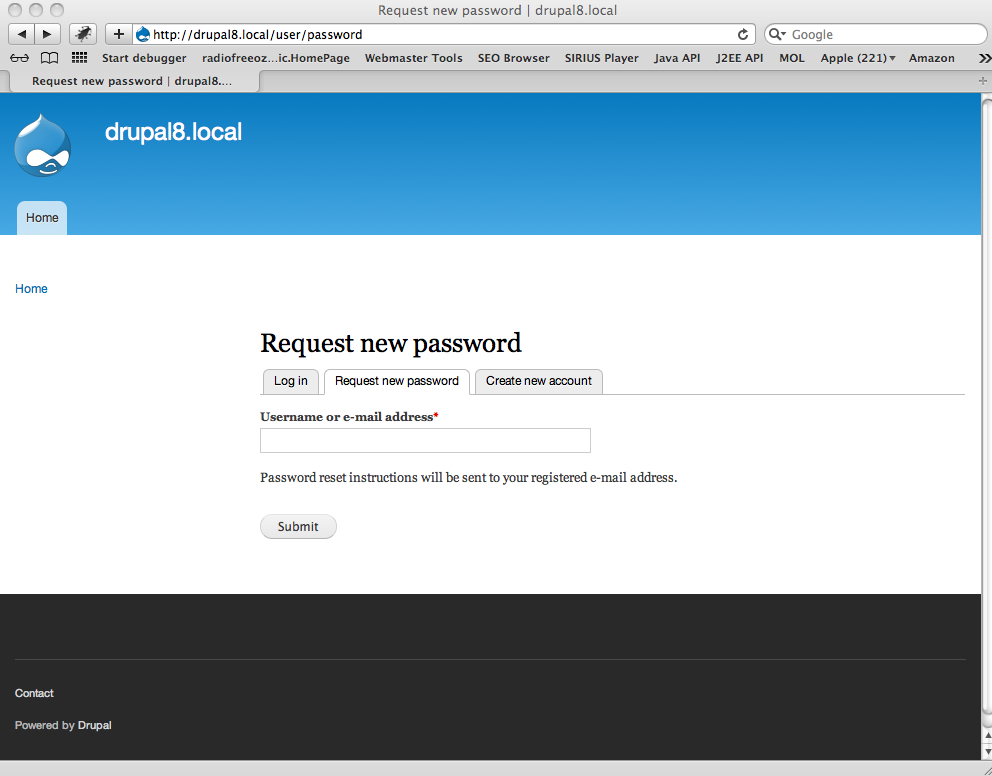 Request new password | drupal8.local
http://drupal8.local/user/password
Google
Start debugger radiofreeoz...ic.HomePage Webmaster Tools SEO Browser SIRIUS Player Java API J2EE API MOL Apple (221)▾ Amazon »
Request new password | drupal8....
drupal8.local
Home
Home
Request new password
Log in Request new password Create new account
Username or e-mail address*
Password reset instructions will be sent to your registered e-mail address.
Submit
Contact
Powered by Drupal